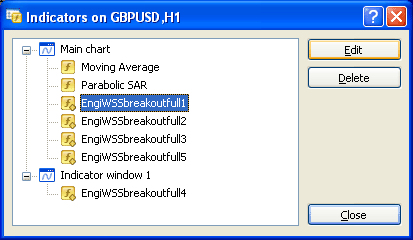 Indicators on GBPUSD,H1
Main chart
Moving Average
Parabolic SAR
EngiWSSbreakoutfull1
EngiWSSbreakoutfull2
EngiWSSbreakoutfull3
EngiWSSbreakoutfull5
Indicator window 1
EngiWSSbreakoutfull4
Edit
Delete
Close